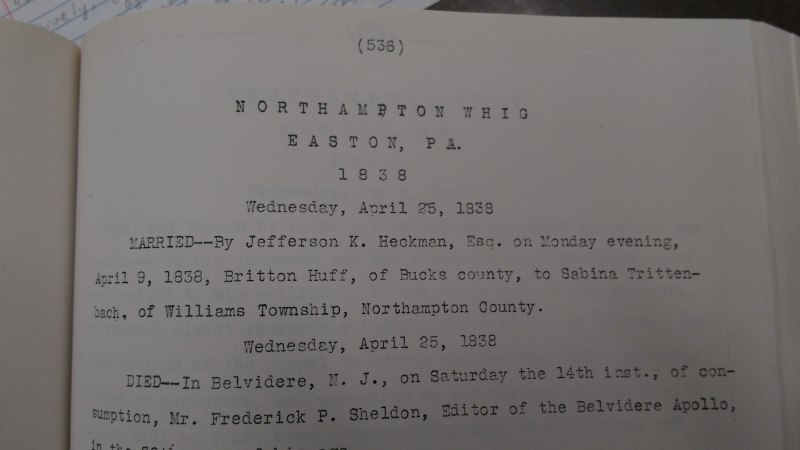 (536)
NORTHAMPTON WHIG
EASTON, PA.
1838
Wednesday, April 25, 1838
MARRIED--By Jefferson K. Heckman, Esq. on Monday evening,
April 9, 1838, Britton Huff, of Bucks county, to Sabina Tritten-
bach, of Williams Township, Northampton County.
Wednesday, April 25, 1838
DIED--In Belvidere, N. J., on Saturday the 14th inst., of con-
sumption, Mr. Frederick P. Sheldon, Editor of the Belvidere Apollo,
in the